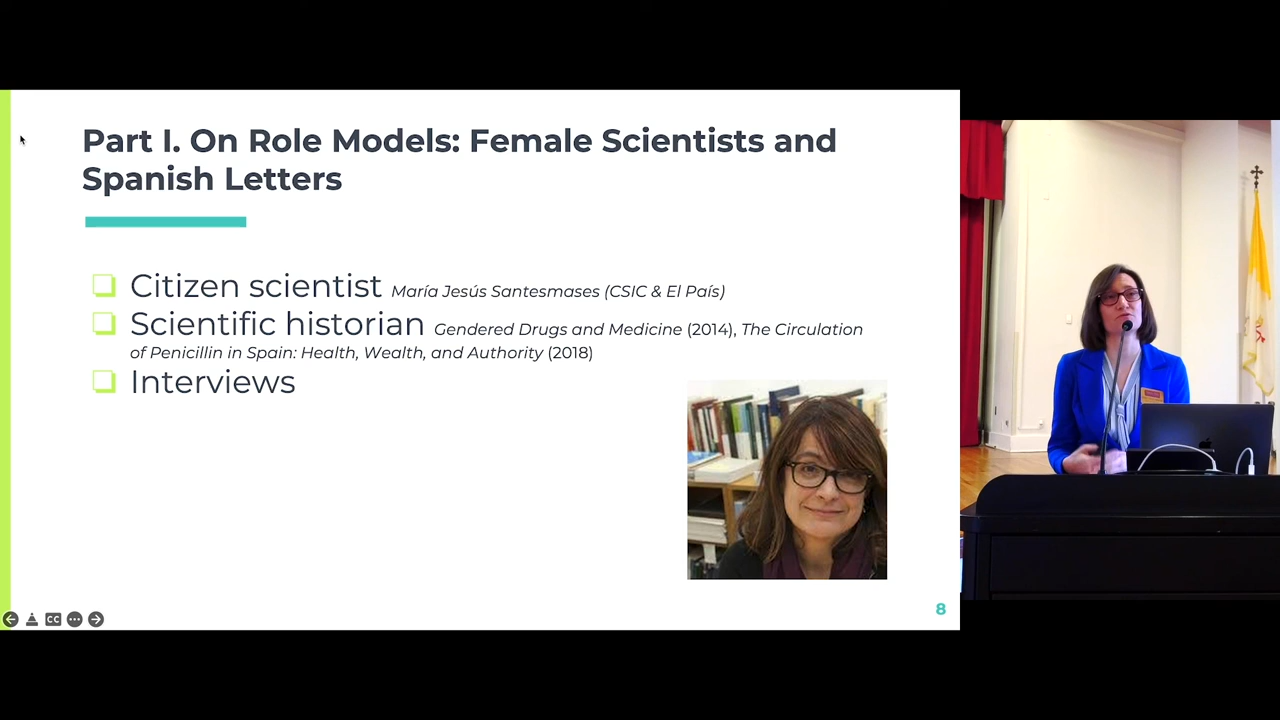 Part I. On Role Models: Female Scientists and
Spanish Letters
Citizen scientist María Jesús Santesmases (CSIC & El País)
Scientific historian Gendered Drugs and Medicine (2014), The Circulation
of Penicillin in Spain: Health, Wealth, and Authority (2018)
Interviews
CC
8